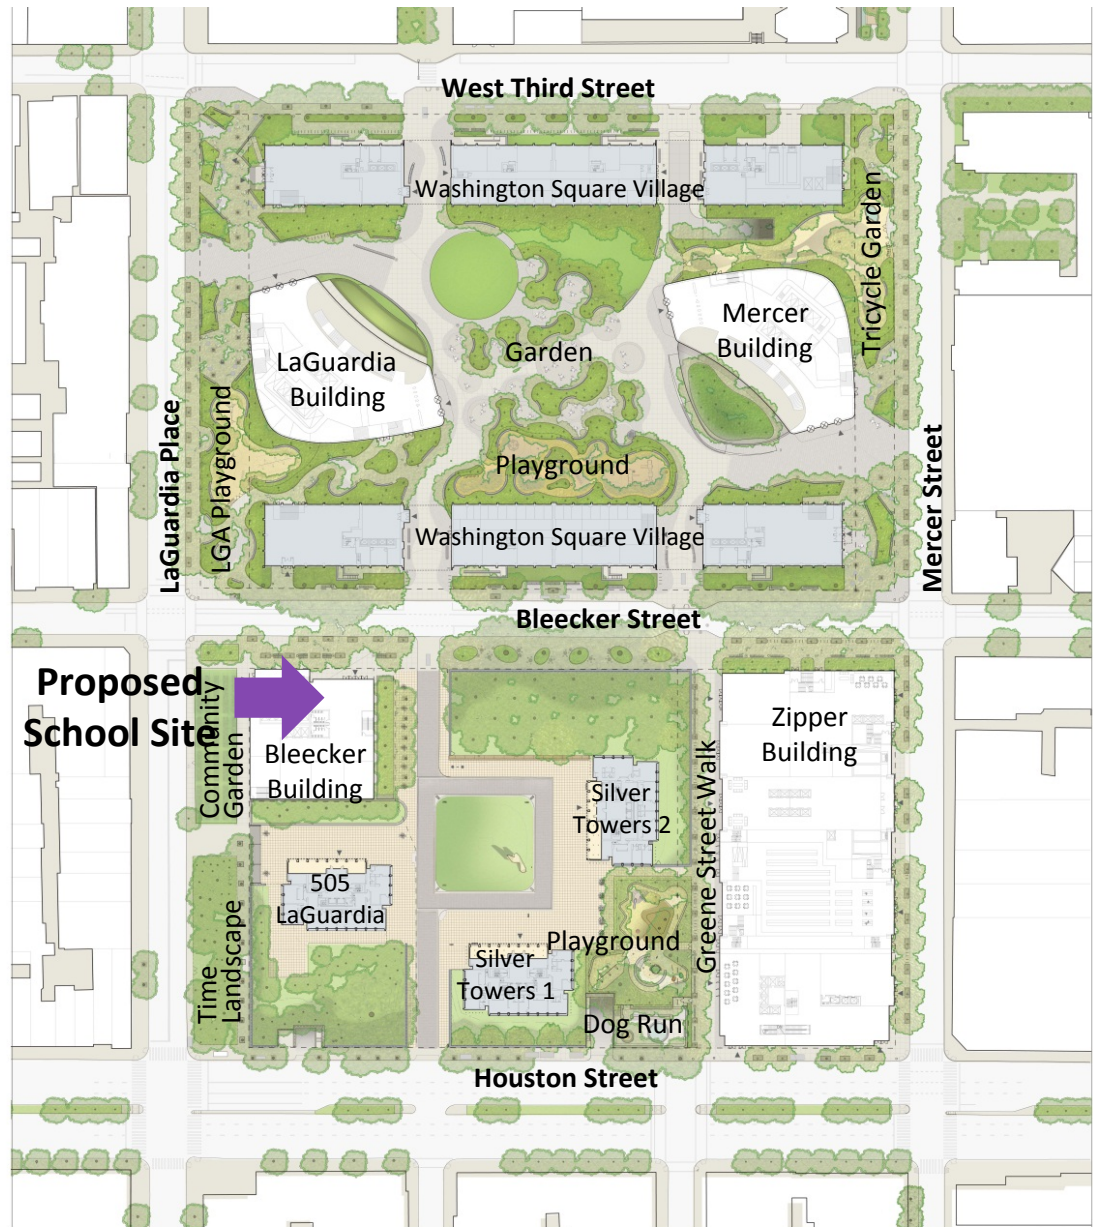 West Third Street
Washington Square Village
Tricycle Garden
Mercer
Building
LaGuardia
Building
Garden
LaGuardia Place
LGA Playground
Playground
Mercer Street
Washington Square Village
Bleecker Street
Proposed
School Site
Community
Garden
Bleecker
Building
Zipper
Building
Greene Street Walk
Silver
Towers 2
505
LaGuardia
Time
Landscape
Playground
Silver
Towers 1
Dog Run
Houston Street